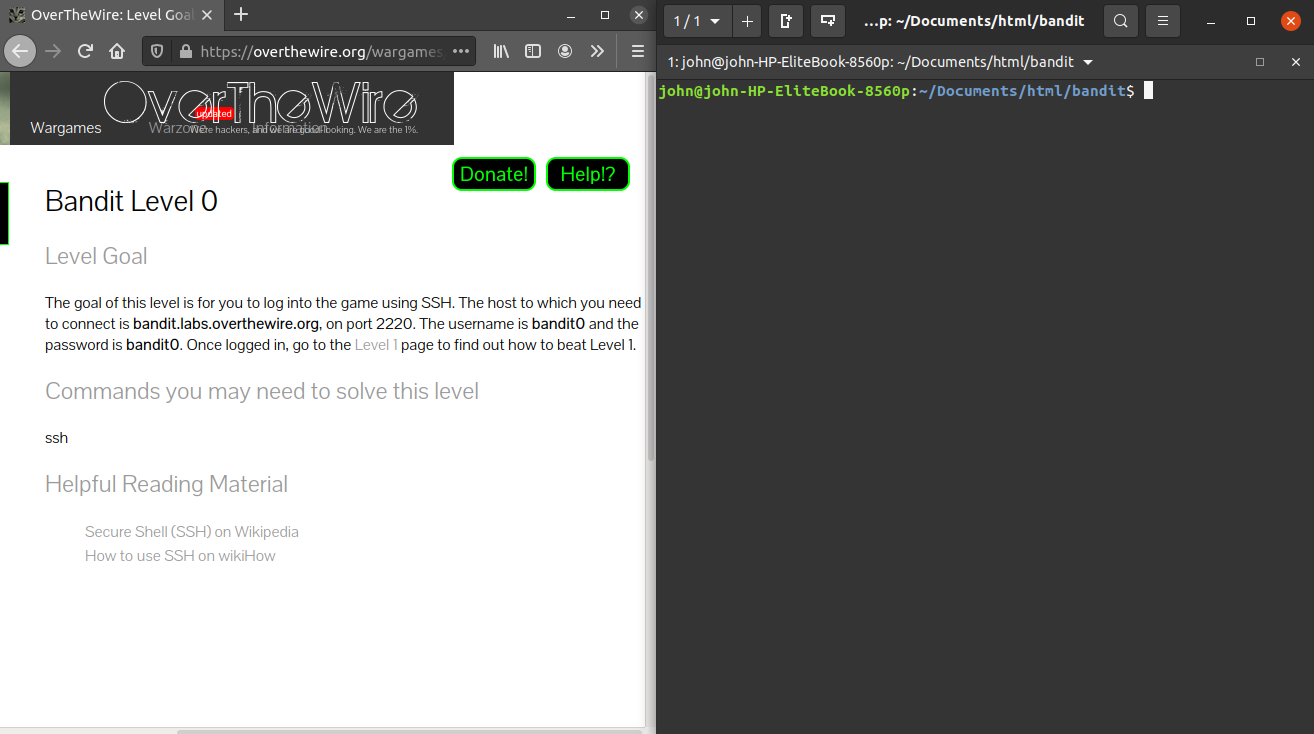 OverTheWire: Level Goal
https://overthewire.org/wargames
OverTheWire
updated
We're hackers, and we are good-looking. We are the 1%.
Wargames Warzone Information
Donate! Help!?
Bandit Level 0
Level Goal
The goal of this level is for you to log into the game using SSH. The host to which you need
to connect is bandit.labs.overthewire.org, on port 2220. The username is bandit0 and the
password is bandit0. Once logged in, go to the Level 1 page to find out how to beat Level 1.
Commands you may need to solve this level
ssh
Helpful Reading Material
Secure Shell (SSH) on Wikipedia
How to use SSH on wikiHow
1 / 1
...p: ~/Documents/html/bandit
1: john@john-HP-EliteBook-8560p: ~/Documents/html/bandit
john@john-HP-EliteBook-8560p:~/Documents/html/bandit$